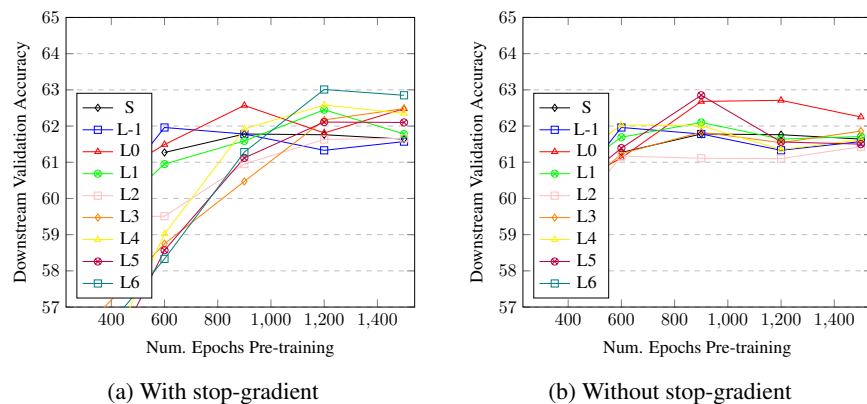 65
64
63
62
61
60
59
58
57
Downstream Validation Accuracy
S
L-1
L0
L1
L2
L3
L4
L5
L6
400 600 800 1,000 1,200 1,400
Num. Epochs Pre-training
(a) With stop-gradient
65
64
63
62
61
60
59
58
57
Downstream Validation Accuracy
S
L-1
L0
L1
L2
L3
L4
L5
L6
400 600 800 1,000 1,200 1,400
Num. Epochs Pre-training
(b) Without stop-gradient